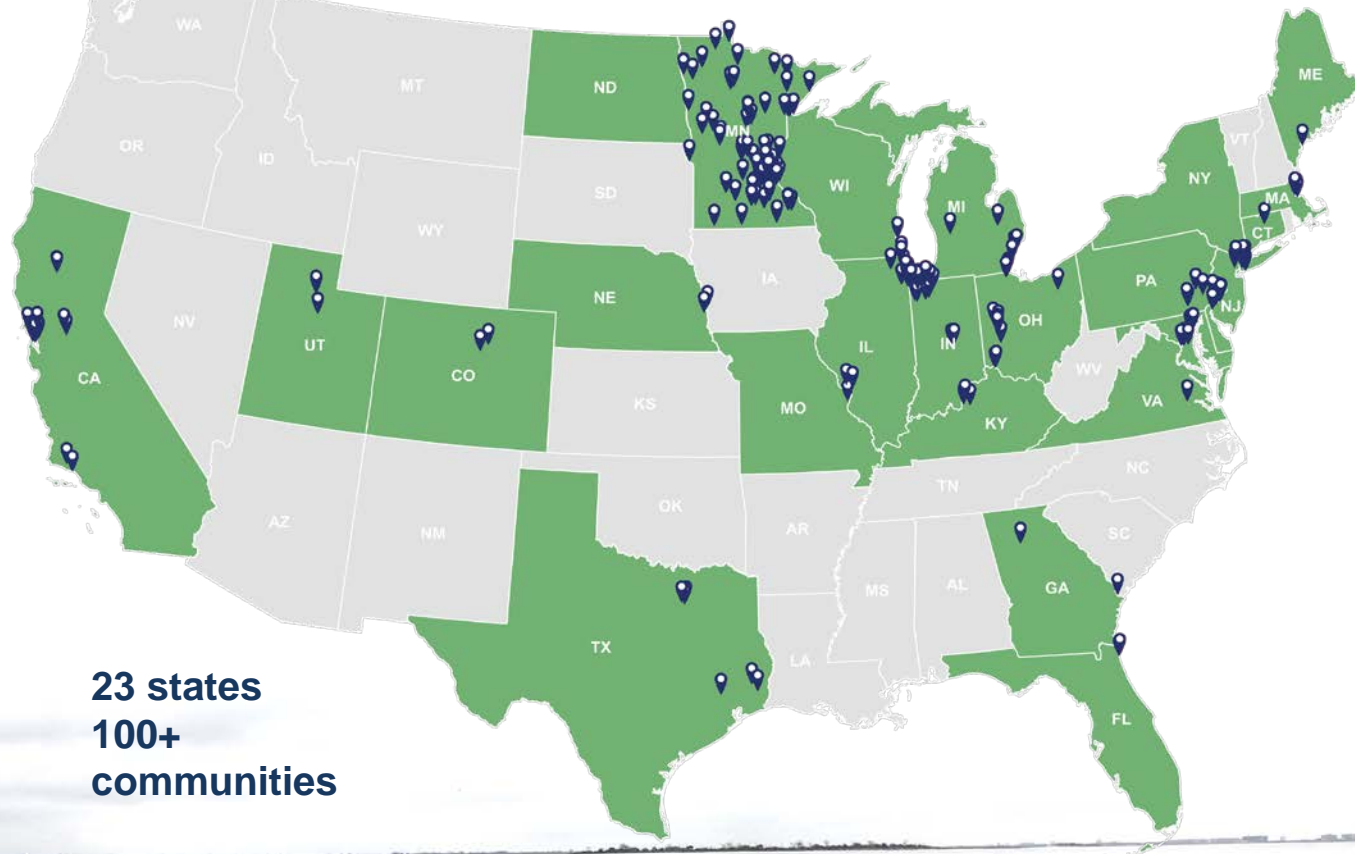 WA
MT
ND
ME
OR
ID
MN
VT
SD
WI
NY
WY
MI
MA
CT
IA
PA
NV
NE
NJ
UT
IL
IN
OH
CA
CO
WV
KS
MO
VA
KY
NC
AZ
NM
OK
TN
AR
SC
MS
AL
GA
TX
LA
FL
23 states
100+
communities